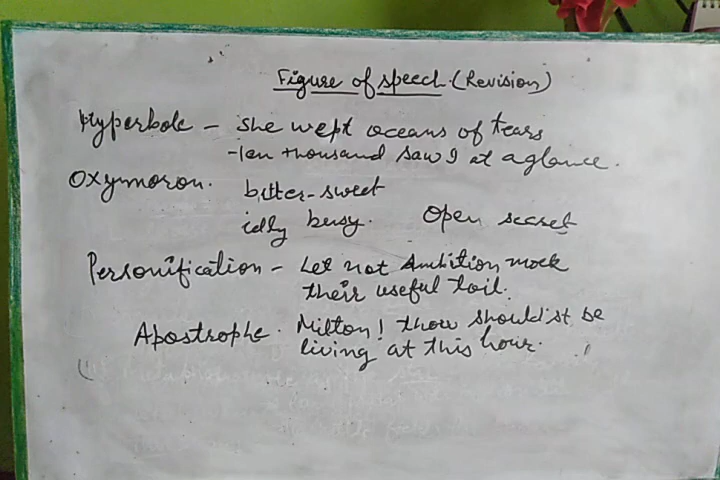 Figure of speech. (Revision)
Hyperbole - She wept oceans of tears
- Ten thousand saw I at a glance.
Oxymoron. bitter-sweet
idly busy. Open secret
Personification - Let not Ambition mock
their useful toil.
Apostrophe. Milton! thou shouldist be
living at this hour.